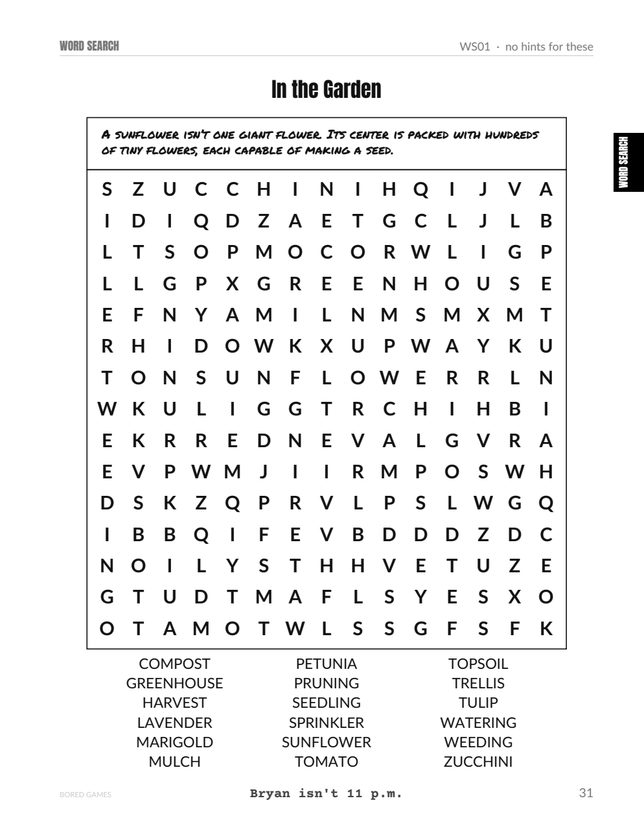 WORD SEARCH
WS01 · no hints for these
In the Garden
A SUNFLOWER ISN'T ONE GIANT FLOWER. ITS CENTER IS PACKED WITH HUNDREDS
OF TINY FLOWERS, EACH CAPABLE OF MAKING A SEED.
WORD SEARCH
S Z U C C H I N I H Q I J V A
I D I Q D Z A E T G C L J L B
L T S O P M O C O R W L I G P
L L G P X G R E E N H O U S E
E F N Y A M I L N M S M X M T
R H I D O W K X U P W A Y K U
T O N S U N F L O W E R R L N
W K U L I G G T R C H I H B I
E K R R E D N E V A L G V R A
E V P W M J I I R M P O S W H
D S K Z Q P R V L P S L W G Q
I B B Q I F E V B D D D Z D C
N O I L Y S T H H V E T U Z E
G T U D T M A F L S Y E S X O
O T A M O T W L S S G F S F K
COMPOST PETUNIA TOPSOIL
GREENHOUSE PRUNING TRELLIS
HARVEST SEEDLING TULIP
LAVENDER SPRINKLER WATERING
MARIGOLD SUNFLOWER WEEDING
MULCH TOMATO ZUCCHINI
BORED GAMES
Bryan isn't 11 p.m.
31